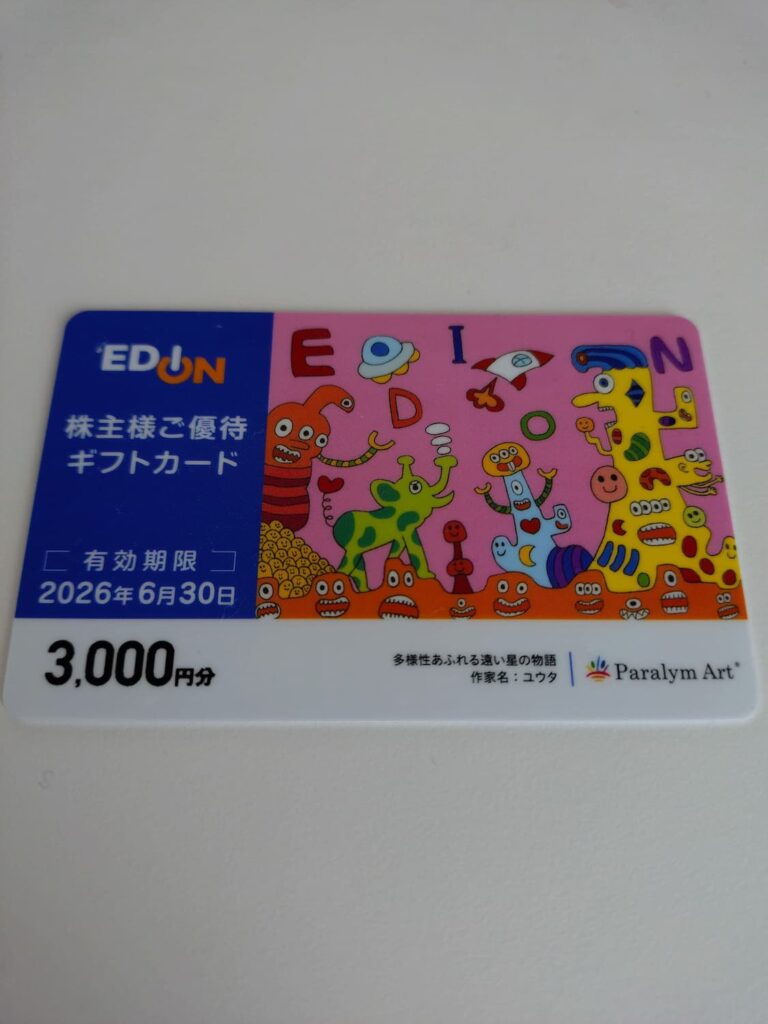 EDION
株主様ご優待
ギフトカード
有効期限
2026年6月30日
3,000円分
E D I O N
多様性あふれる遠い星の物語
作家名：ユウタ
Paralym Art®